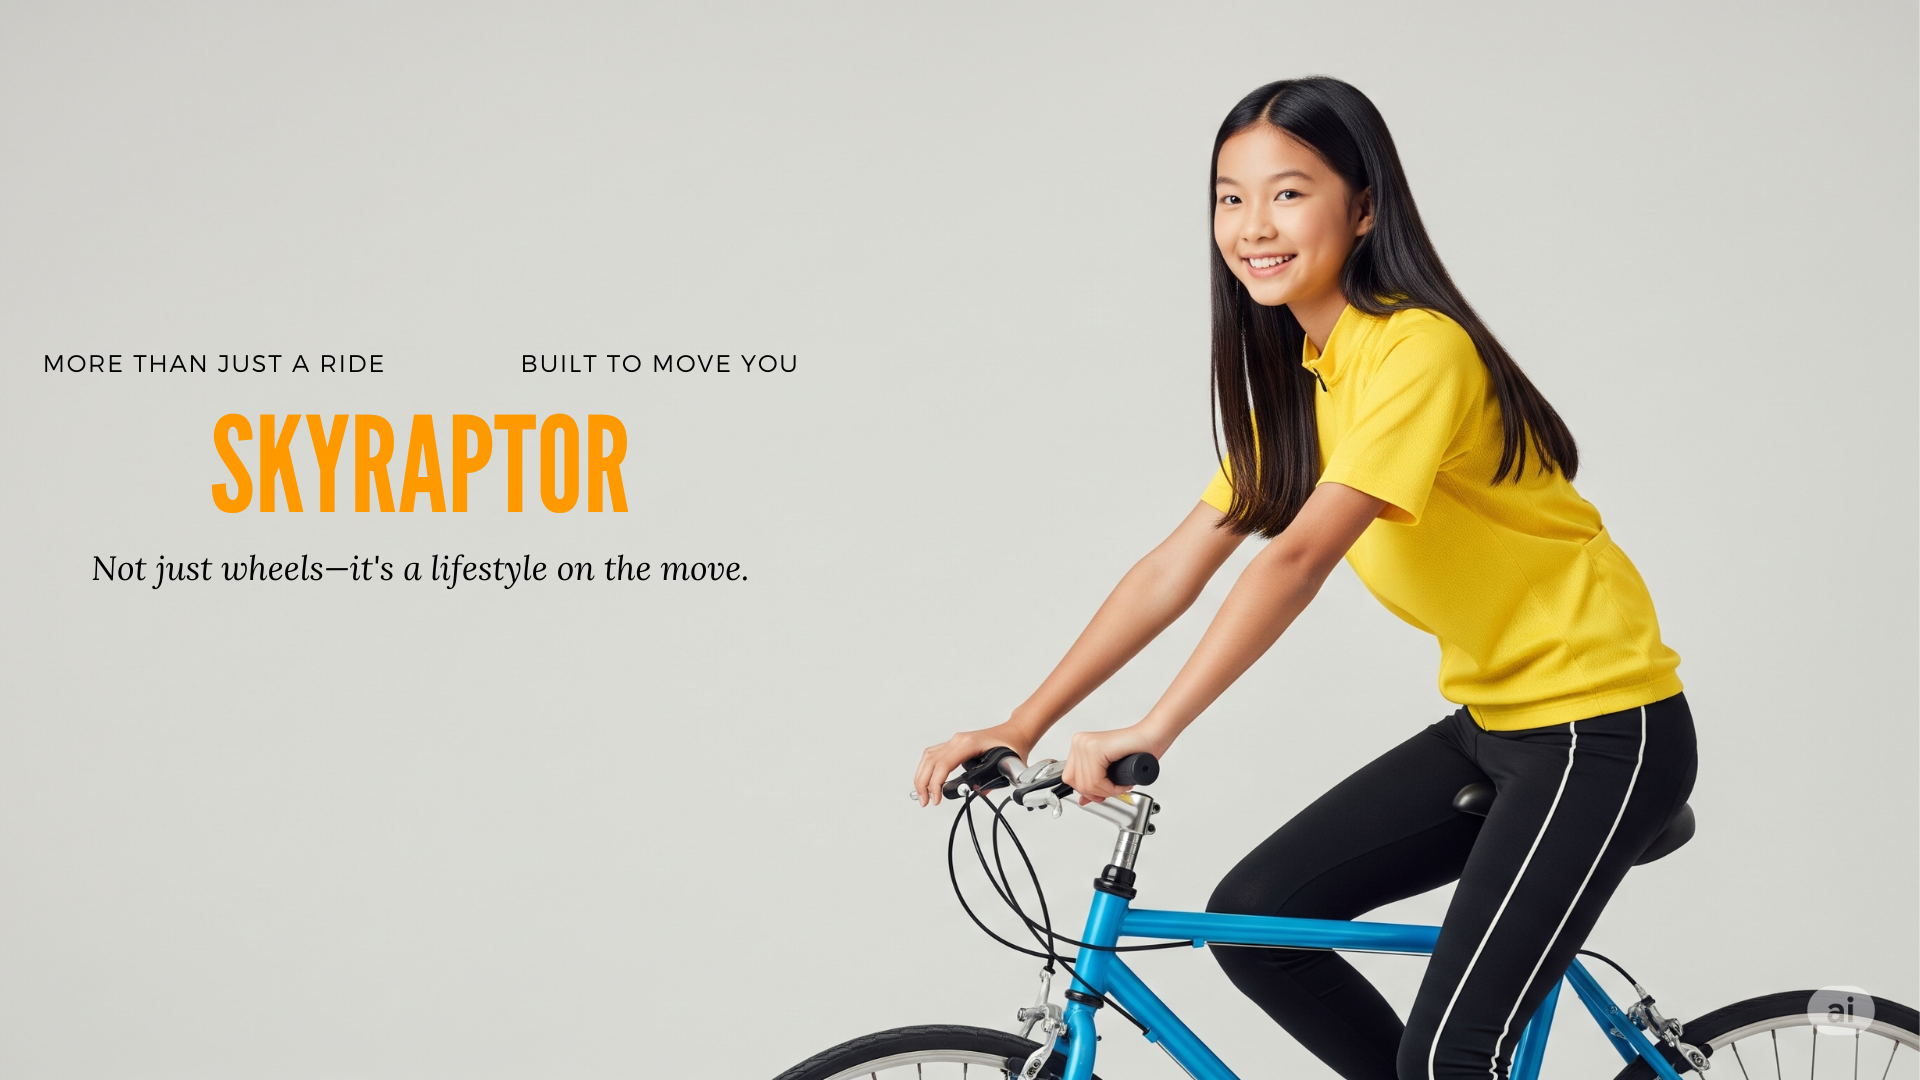 MORE THAN JUST A RIDE
BUILT TO MOVE YOU
SKYRAPTOR
Not just wheels—it's a lifestyle on the move.
ai